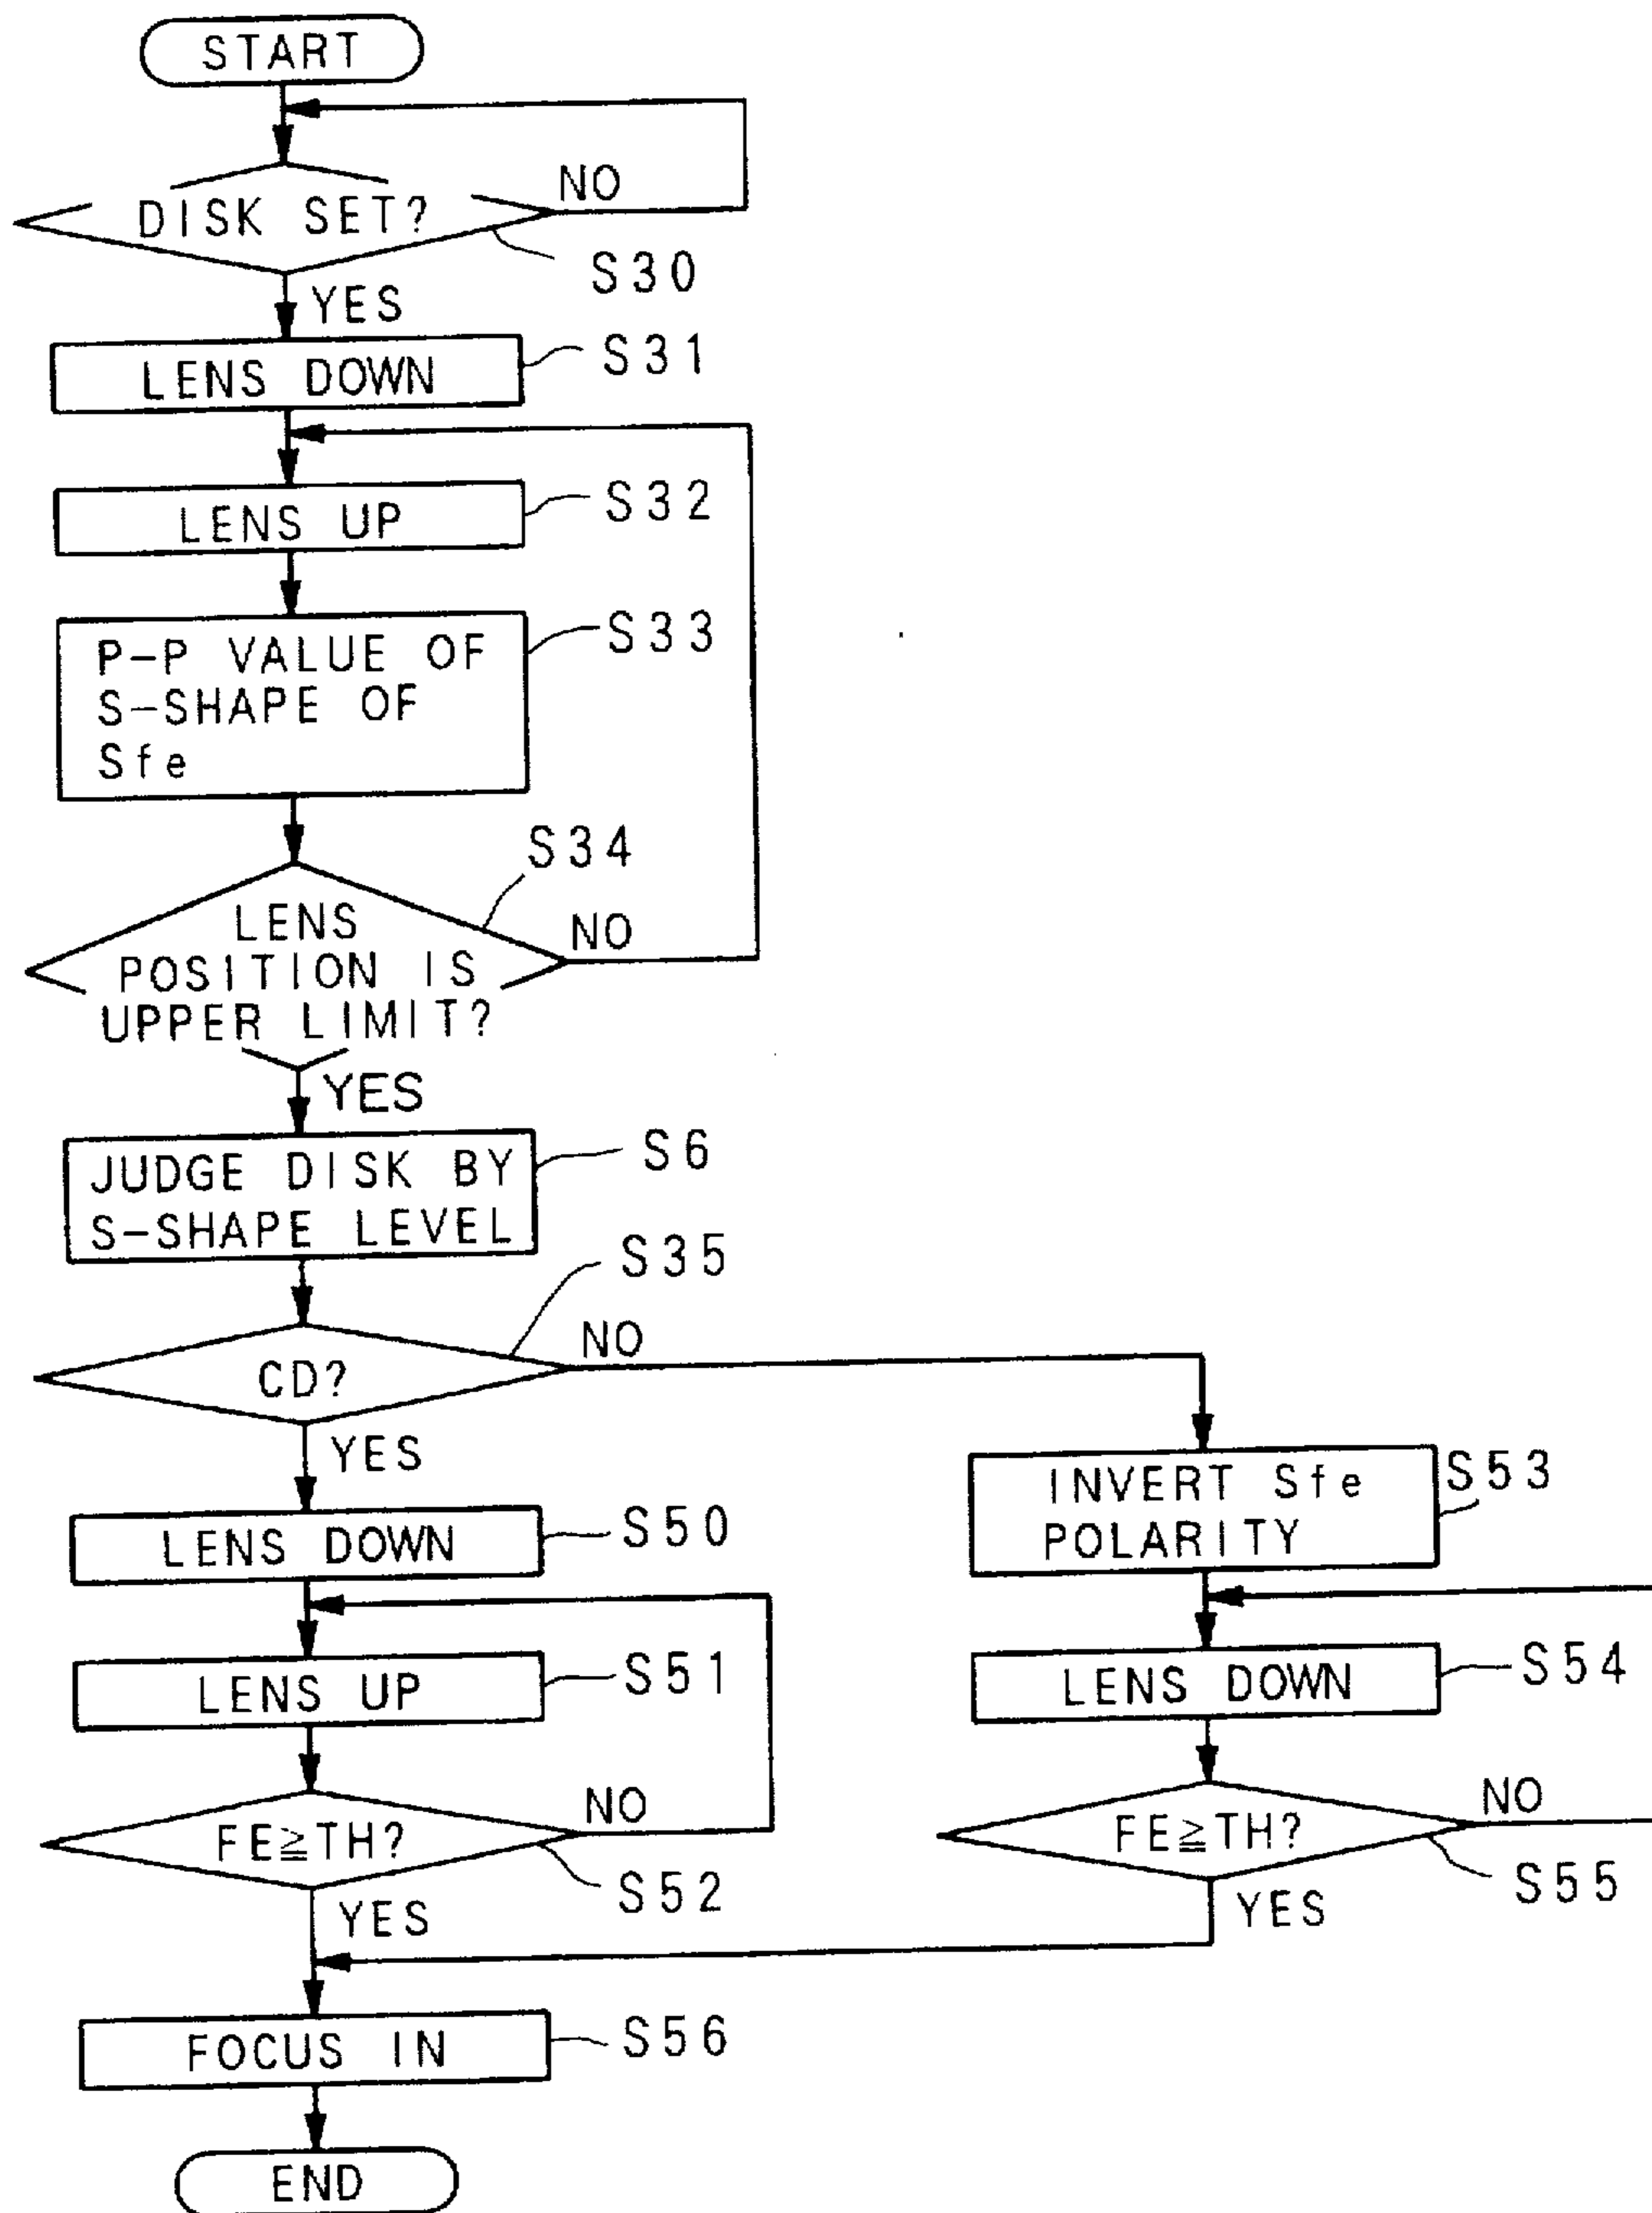 START
DISK SET?
NO
S30
YES
LENS DOWN
S31
LENS UP
S32
P-P VALUE OF
S-SHAPE OF
Sfe
S33
S34
LENS
POSITION IS
UPPER LIMIT?
NO
YES
JUDGE DISK BY
S-SHAPE LEVEL
S6
S35
CD?
NO
YES
LENS DOWN
S50
LENS UP
S51
FE≧TH?
NO
S52
YES
INVERT Sfe
POLARITY
S53
LENS DOWN
S54
FE≧TH?
NO
S55
YES
FOCUS IN
S56
END